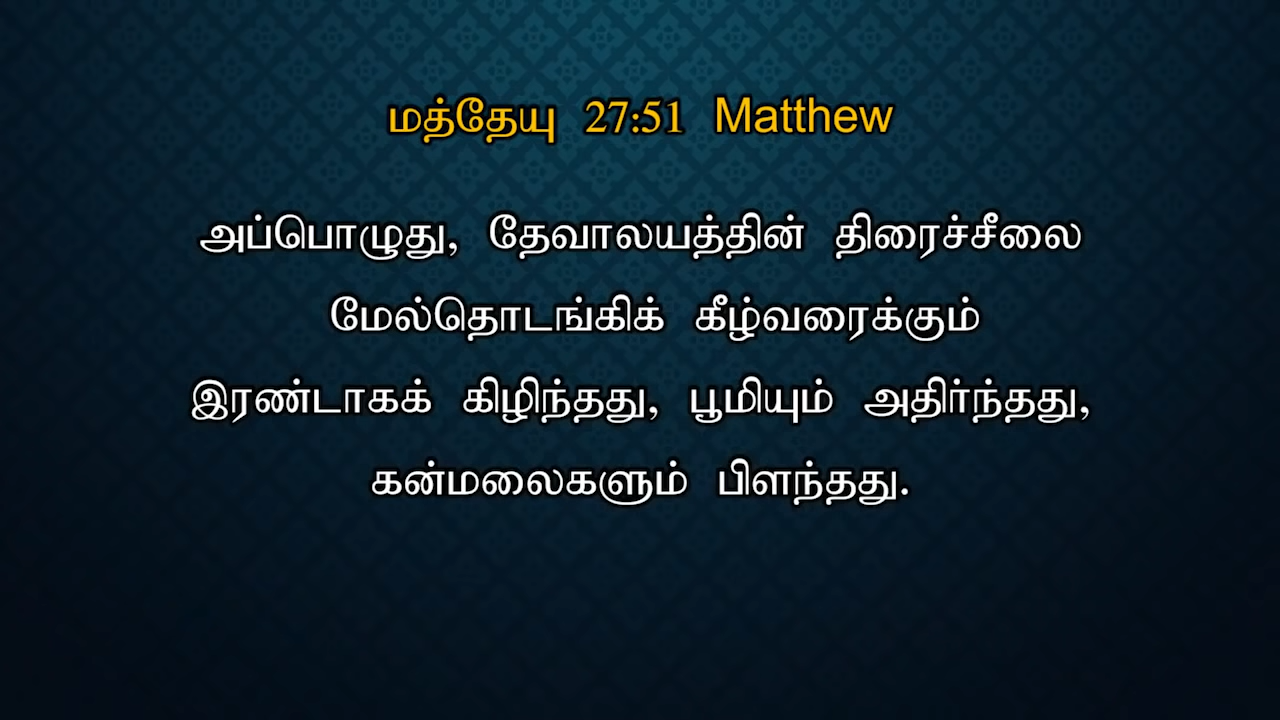 மத்தேயு 27:51 Matthew
அப்பொழுது, தேவாலயத்தின் திரைச்சீலை
மேல்தொடங்கிக் கீழ்வரைக்கும்
இரண்டாகக் கிழிந்தது, பூமியும் அதிர்ந்தது,
கன்மலைகளும் பிளந்தது.